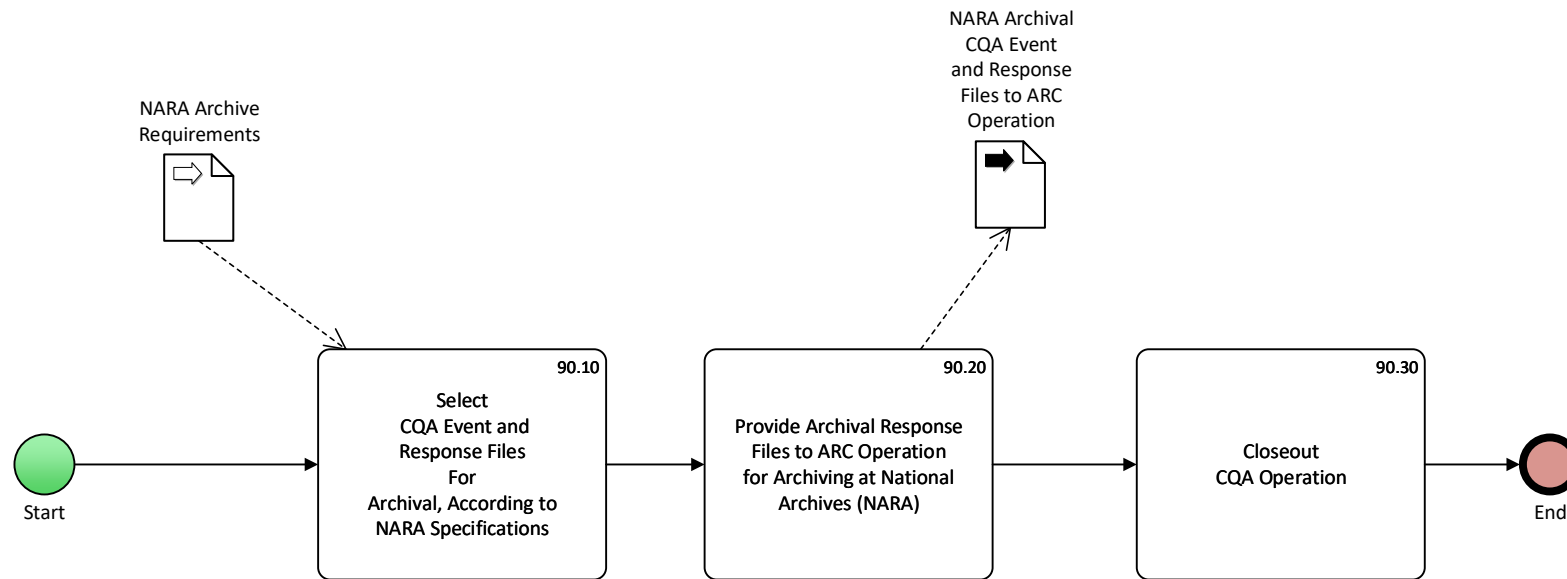 NARA Archival
CQA Event
and Response
Files to ARC
Operation
NARA Archive
Requirements
90.10
Select
CQA Event and
Response Files
For
Archival, According to
NARA Specifications
90.20
Provide Archival Response
Files to ARC Operation
for Archiving at National
Archives (NARA)
90.30
Closeout
CQA Operation
Start
End